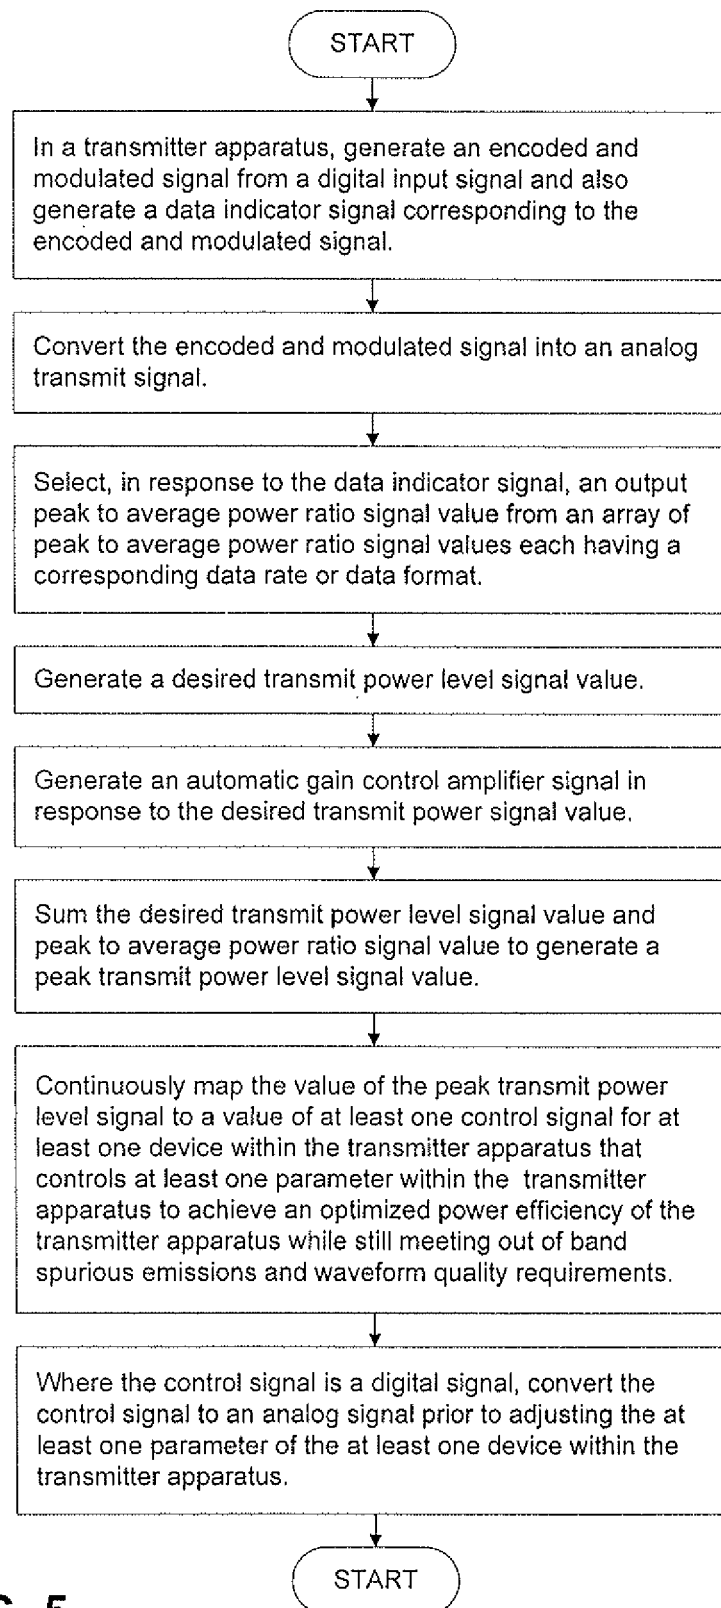 START
In a transmitter apparatus, generate an encoded and
modulated signal from a digital input signal and also
generate a data indicator signal corresponding to the
encoded and modulated signal.
Convert the encoded and modulated signal into an analog
transmit signal.
Select, in response to the data indicator signal, an output
peak to average power ratio signal value from an array of
peak to average power ratio signal values each having a
corresponding data rate or data format.
Generate a desired transmit power level signal value.
Generate an automatic gain control amplifier signal in
response to the desired transmit power signal value.
Sum the desired transmit power level signal value and
peak to average power ratio signal value to generate a
peak transmit power level signal value.
Continuously map the value of the peak transmit power
level signal to a value of at least one control signal for at
least one device within the transmitter apparatus that
controls at least one parameter within the transmitter
apparatus to achieve an optimized power efficiency of the
transmitter apparatus while still meeting out of band
spurious emissions and waveform quality requirements.
Where the control signal is a digital signal, convert the
control signal to an analog signal prior to adjusting the at
least one parameter of the at least one device within the
transmitter apparatus.
START